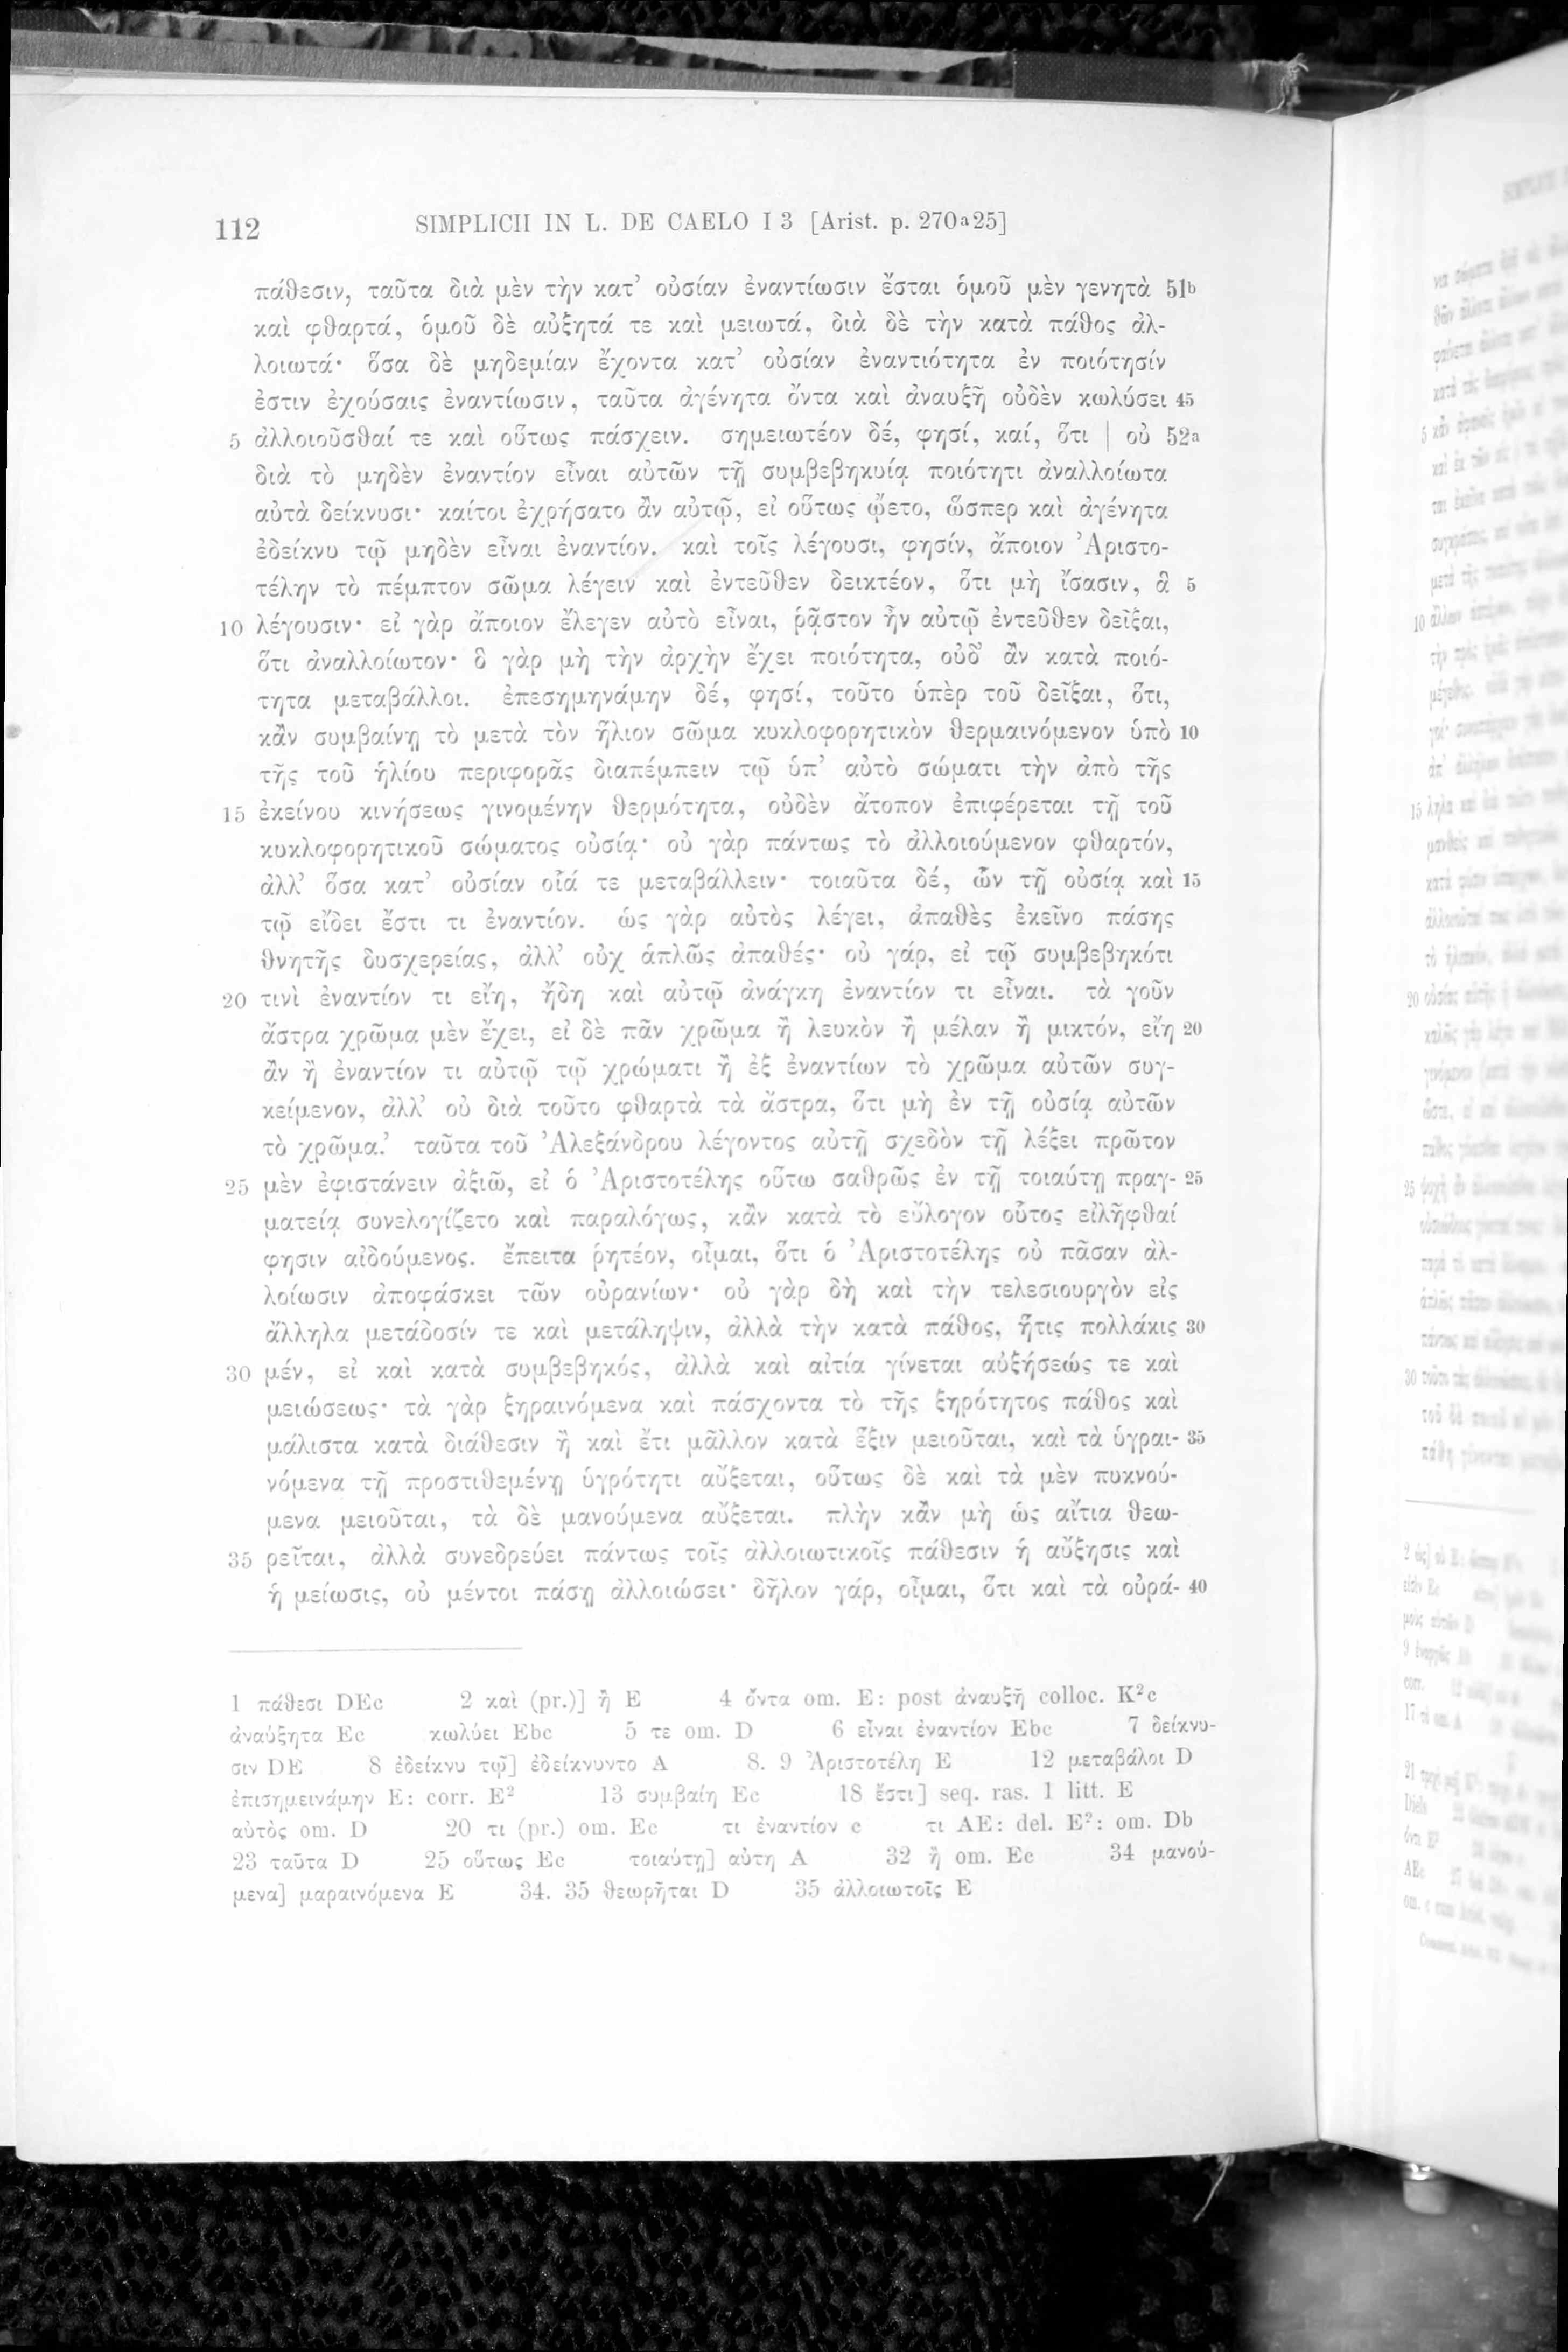 112 SIMPLICII IN L. DE CAELO I 3 [Arist. p. 270a25]
πάθεσιν, ταῦτα διὰ μὲν τὴν κατ’ οὐσίαν ἐναντίωσιν ἔσται ὁμοῦ μὲν γενητὰ 51b
καὶ φθαρτά, ὁμοῦ δὲ αὐξητά τε καὶ μειωτά, διὰ δὲ τὴν κατὰ πάθος ἀλ-
λοιωτά· ὅσα δὲ μηδεμίαν ἔχοντα κατ’ οὐσίαν ἐναντιότητα ἐν ποιότησίν
ἐστιν ἐχούσαις ἐναντίωσιν, ταῦτα ἀγένητα ὄντα καὶ ἀναυξῆ οὐδὲν κωλύσει 45
5 ἀλλοιοῦσθαί τε καὶ οὕτως πάσχειν. σημειωτέον δέ, φησί, καί, ὅτι | οὐ 52a
διὰ τὸ μηδὲν ἐναντίον εἶναι αὐτῶν τῇ συμβεβηκυίᾳ ποιότητι ἀναλλοίωτα
αὐτὰ δείκνυσι· καίτοι ἐχρήσατο ἂν αὐτῷ, εἰ οὕτως ᾤετο, ὥσπερ καὶ ἀγένητα
ἐδείκνυ τῷ μηδὲν εἶναι ἐναντίον. καὶ τοῖς λέγουσι, φησίν, ἄποιον Ἀριστο-
τέλην τὸ πέμπτον σῶμα λέγειν καὶ ἐντεῦθεν δεικτέον, ὅτι μὴ ἴσασιν, ἃ 5
10 λέγουσιν· εἰ γὰρ ἄποιον ἔλεγεν αὐτὸ εἶναι, ῥᾷστον ἦν αὐτῷ ἐντεῦθεν δεῖξαι,
ὅτι ἀναλλοίωτον· ὃ γὰρ μὴ τὴν ἀρχὴν ἔχει ποιότητα, οὐδ’ ἂν κατὰ ποιό-
τητα μεταβάλλοι. ἐπεσημηνάμην δέ, φησί, τοῦτο ὑπὲρ τοῦ δεῖξαι, ὅτι,
κἂν συμβαίνῃ τὸ μετὰ τὸν ἥλιον σῶμα κυκλοφορητικὸν θερμαινόμενον ὑπὸ 10
τῆς τοῦ ἡλίου περιφορᾶς διαπέμπειν τῷ ὑπ’ αὐτὸ σώματι τὴν ἀπὸ τῆς
15 ἐκείνου κινήσεως γινομένην θερμότητα, οὐδὲν ἄτοπον ἐπιφέρεται τῇ τοῦ
κυκλοφορητικοῦ σώματος οὐσίᾳ· οὐ γὰρ πάντως τὸ ἀλλοιούμενον φθαρτόν,
ἀλλ’ ὅσα κατ’ οὐσίαν οἷά τε μεταβάλλειν· τοιαῦτα δέ, ὧν τῇ οὐσίᾳ καὶ 15
τῷ εἴδει ἔστι τι ἐναντίον. ὡς γὰρ αὐτὸς λέγει, ἀπαθὲς ἐκεῖνο πάσης
θνητῆς δυσχερείας, ἀλλ’ οὐχ ἁπλῶς ἀπαθές· οὐ γάρ, εἰ τῷ συμβεβηκότι
20 τινὶ ἐναντίον τι εἴη, ἤδη καὶ αὐτῷ ἀνάγκη ἐναντίον τι εἶναι. τὰ γοῦν
ἄστρα χρῶμα μὲν ἔχει, εἰ δὲ πᾶν χρῶμα ἢ λευκὸν ἢ μέλαν ἢ μικτόν, εἴη 20
ἂν ἢ ἐναντίον τι αὐτῷ τῷ χρώματι ἢ ἐξ ἐναντίων τὸ χρῶμα αὐτῶν συγ-
κείμενον, ἀλλ’ οὐ διὰ τοῦτο φθαρτὰ τὰ ἄστρα, ὅτι μὴ ἐν τῇ οὐσίᾳ αὐτῶν
τὸ χρῶμα.’ ταῦτα τοῦ Ἀλεξάνδρου λέγοντος αὐτῇ σχεδὸν τῇ λέξει πρῶτον
25 μὲν ἐφιστάνειν ἀξιῶ, εἰ ὁ Ἀριστοτέλης οὕτω σαθρῶς ἐν τῇ τοιαύτῃ πραγ- 25
ματείᾳ συνελογίζετο καὶ παραλόγως, κἂν κατὰ τὸ εὔλογον οὗτος εἰλῆφθαί
φησιν αἰδούμενος. ἔπειτα ῥητέον, οἶμαι, ὅτι ὁ Ἀριστοτέλης οὐ πᾶσαν ἀλ-
λοίωσιν ἀποφάσκει τῶν οὐρανίων· οὐ γὰρ δὴ καὶ τὴν τελεσιουργὸν εἰς
ἄλληλα μετάδοσίν τε καὶ μετάληψιν, ἀλλὰ τὴν κατὰ πάθος, ἥτις πολλάκις 30
30 μέν, εἰ καὶ κατὰ συμβεβηκός, ἀλλὰ καὶ αἰτία γίνεται αὐξήσεώς τε καὶ
μειώσεως· τὰ γὰρ ξηραινόμενα καὶ πάσχοντα τὸ τῆς ξηρότητος πάθος καὶ
μάλιστα κατὰ διάθεσιν ἢ καὶ ἔτι μᾶλλον κατὰ ἕξιν μειοῦται, καὶ τὰ ὑγραι- 35
νόμενα τῇ προστιθεμένῃ ὑγρότητι αὔξεται, οὕτως δὲ καὶ τὰ μὲν πυκνού-
μενα μειοῦται, τὰ δὲ μανούμενα αὔξεται. πλὴν κἂν μὴ ὡς αἴτια θεω-
35 ρεῖται, ἀλλὰ συνεδρεύει πάντως τοῖς ἀλλοιωτικοῖς πάθεσιν ἡ αὔξησις καὶ
ἡ μείωσις, οὐ μέντοι πάσῃ ἀλλοιώσει· δῆλον γάρ, οἶμαι, ὅτι καὶ τὰ οὐρά- 40
1 πάθεσι DEc 2 καὶ (pr.)] ἢ E 4 ὄντα om. E: post ἀναυξῆ colloc. K²c
ἀναύξητα Ec κωλύει Ebc 5 τε om. D 6 εἶναι ἐναντίον Ebc 7 δείκνυ-
σιν DE 8 ἐδείκνυ τῷ] ἐδείκνυντο A 8. 9 Ἀριστοτέλη E 12 μεταβάλοι D
ἐπισημεινάμην E: corr. E² 13 συμβαίη Ec 18 ἔστι] seq. ras. 1 litt. E
αὐτὸς om. D 20 τι (pr.) om. Ec τι ἐναντίον c τι AE: del. E²: om. Db
23 ταῦτα D 25 οὕτως Ec τοιαύτῃ] αὐτη A 32 ἢ om. Ec 34 μανού-
μενα] μαραινόμενα E 34. 35 θεωρῆται D 35 ἀλλοιωτοῖς E